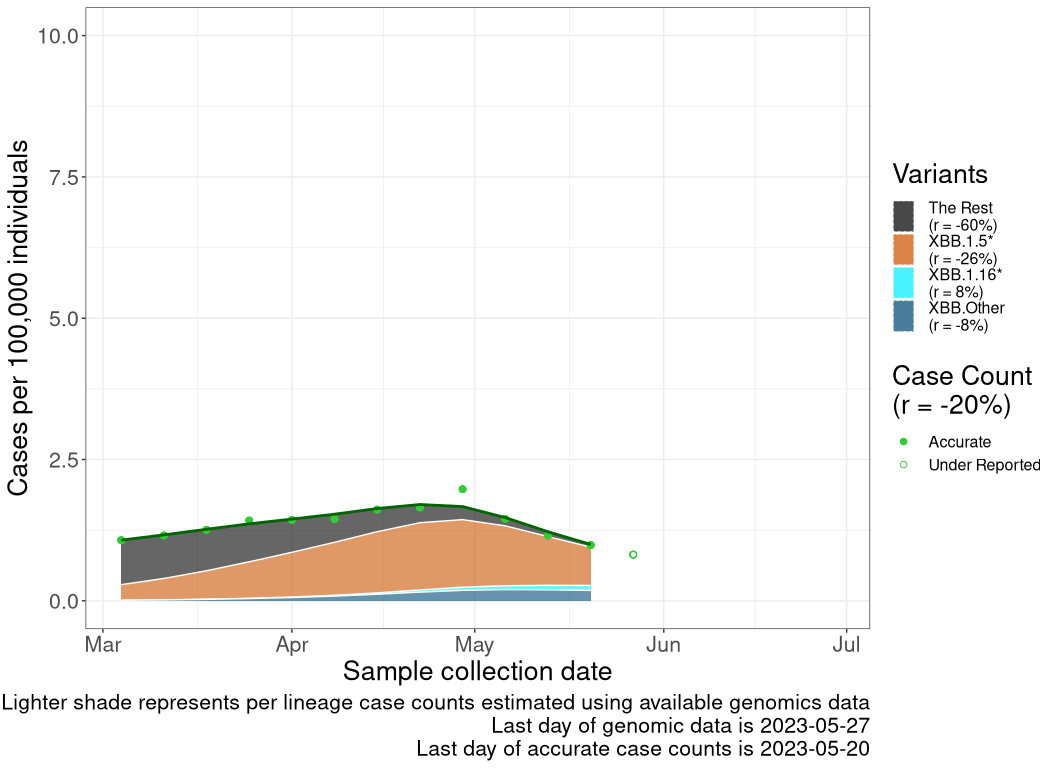 10.0
7.5
5.0
2.5
0.0
Cases per 100,000 individuals
Mar Apr May Jun Jul
Sample collection date
Lighter shade represents per lineage case counts estimated using available genomics data
Last day of genomic data is 2023-05-27
Last day of accurate case counts is 2023-05-20
Variants
The Rest
(r = -60%)
XBB.1.5*
(r = -26%)
XBB.1.16*
(r = 8%)
XBB.Other
(r = -8%)
Case Count
(r = -20%)
Accurate
Under Reported